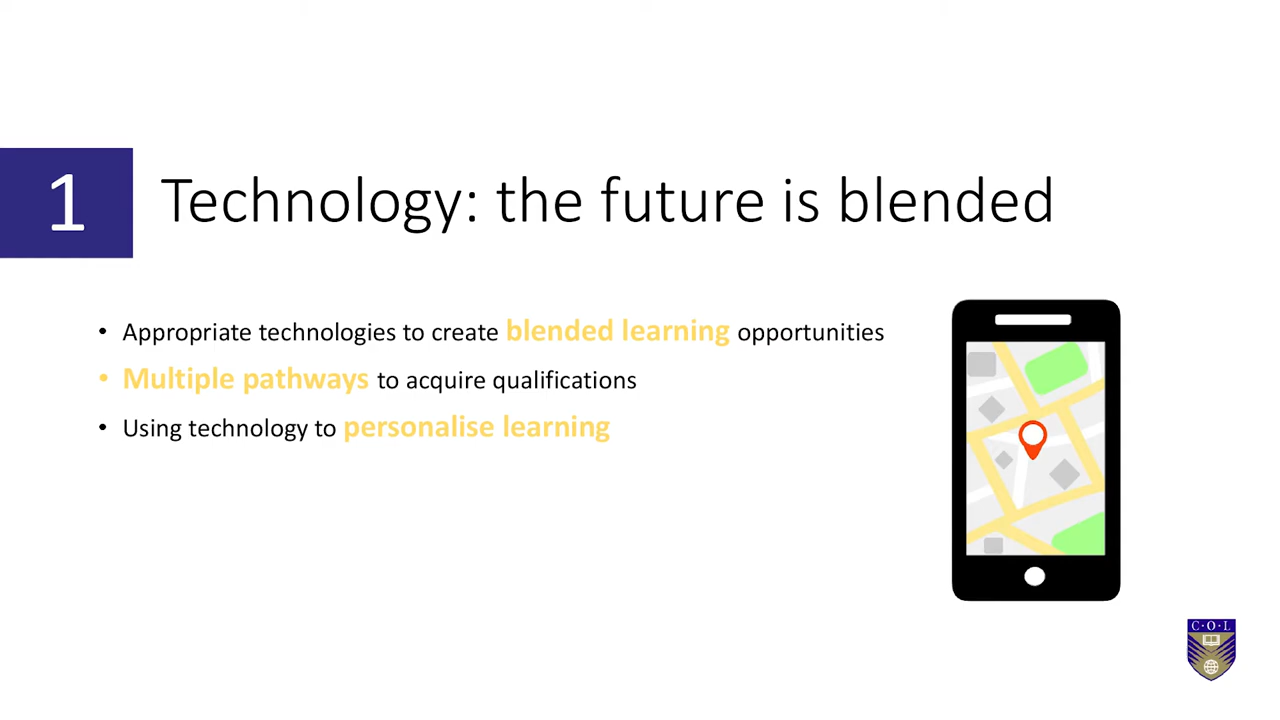 1
Technology: the future is blended
• Appropriate technologies to create blended learning opportunities
• Multiple pathways to acquire qualifications
• Using technology to personalise learning
C·O·L